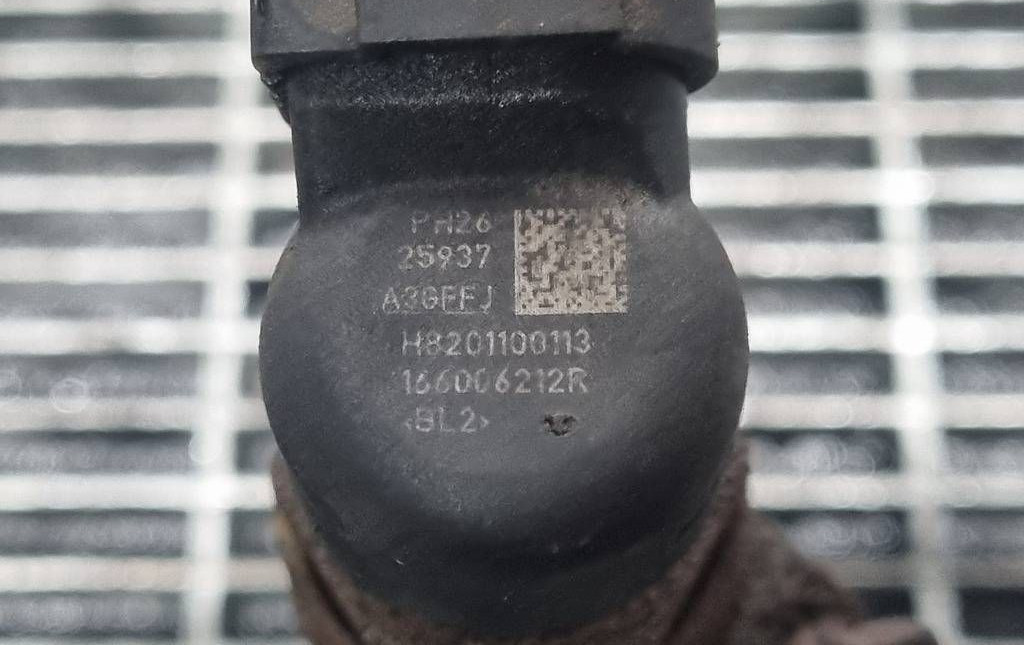 PH26
25937
A3GFEJ
H8201100113
166006212R
<BL2>